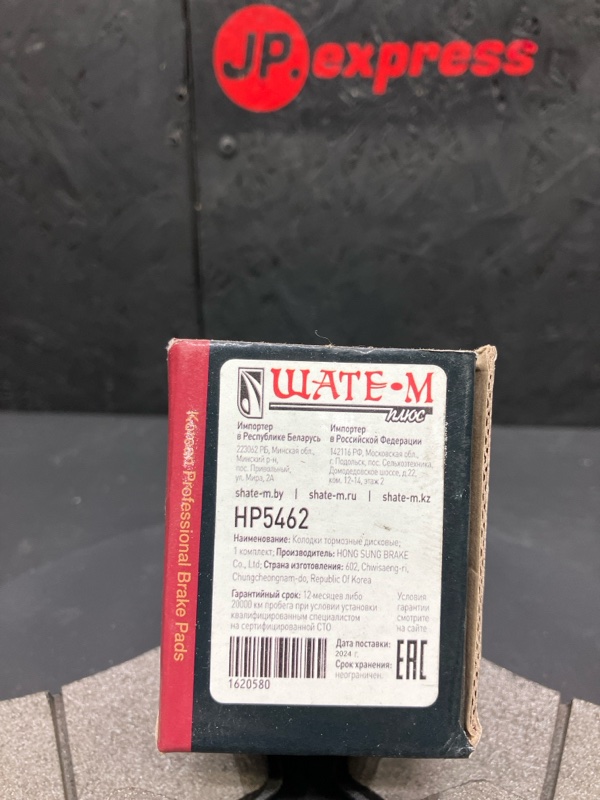 JP.express
ШАТЕ-М
плюс
Импортер
в Республике Беларусь
223062 РБ, Минская обл.,
Минский р-н,
пос. Привольный,
ул. Мира, 2А
Импортер
в Российской Федерации
142116 РФ, Московская обл.,
г. Подольск, пос. Сельхозтехника,
Домодедовское шоссе, д.22,
ком. 12-14, этаж 2
shate-m.by | shate-m.ru | shate-m.kz
HP5462
Наименование: Колодки тормозные дисковые;
1 комплект; Производитель: HONG SUNG BRAKE
Co., Ltd; Страна изготовления: 602, Chwisaeng-ri,
Chungcheongnam-do, Republic Of Korea
Гарантийный срок: 12 месяцев либо
20000 км пробега при условии установки
квалифицированным специалистом
на сертифицированной СТО
Условия
гарантии
смотрите
на сайте
Дата поставки:
2024 г.
Срок хранения:
неограничен
EAC
1620580
Professional Brake Pads